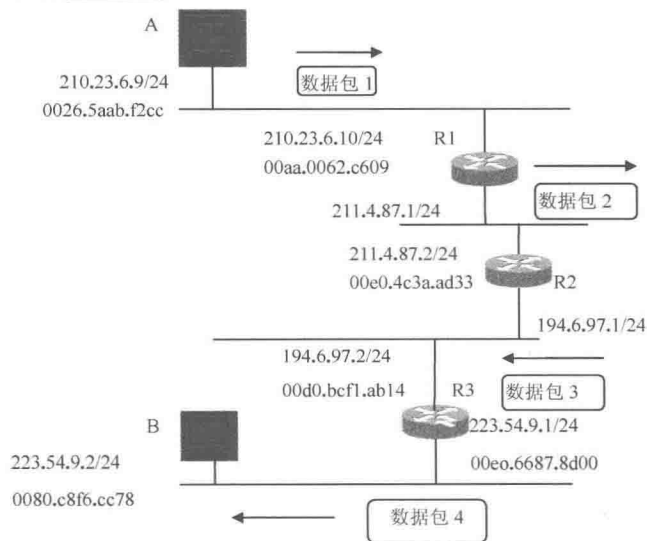 A
数据包 1
210.23.6.9/24
0026.5aab.f2cc
210.23.6.10/24
R1
00aa.0062.c609
数据包 2
211.4.87.1/24
211.4.87.2/24
00e0.4c3a.ad33
R2
194.6.97.1/24
194.6.97.2/24
00d0.bcf1.ab14
R3
数据包 3
B
223.54.9.1/24
223.54.9.2/24
00eo.6687.8d00
0080.c8f6.cc78
数据包 4